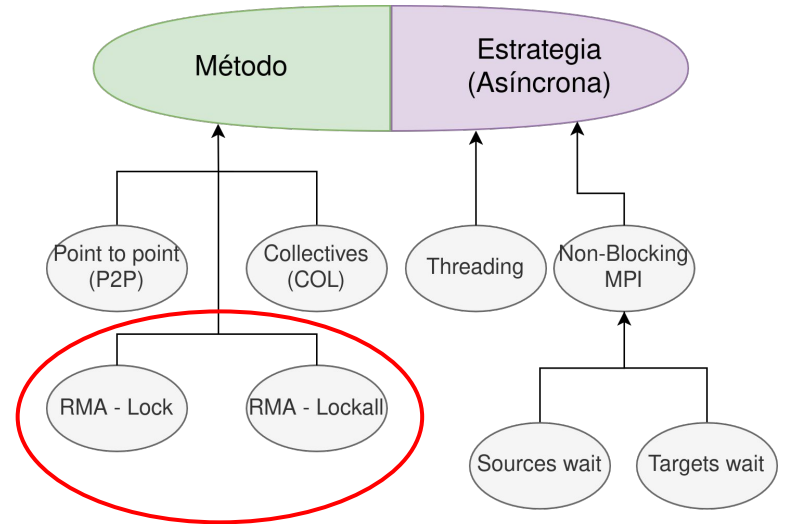 Método
Estrategia
(Asíncrona)
Point to point
(P2P)
Collectives
(COL)
Threading
Non-Blocking
MPI
RMA - Lock
RMA - Lockall
Sources wait
Targets wait